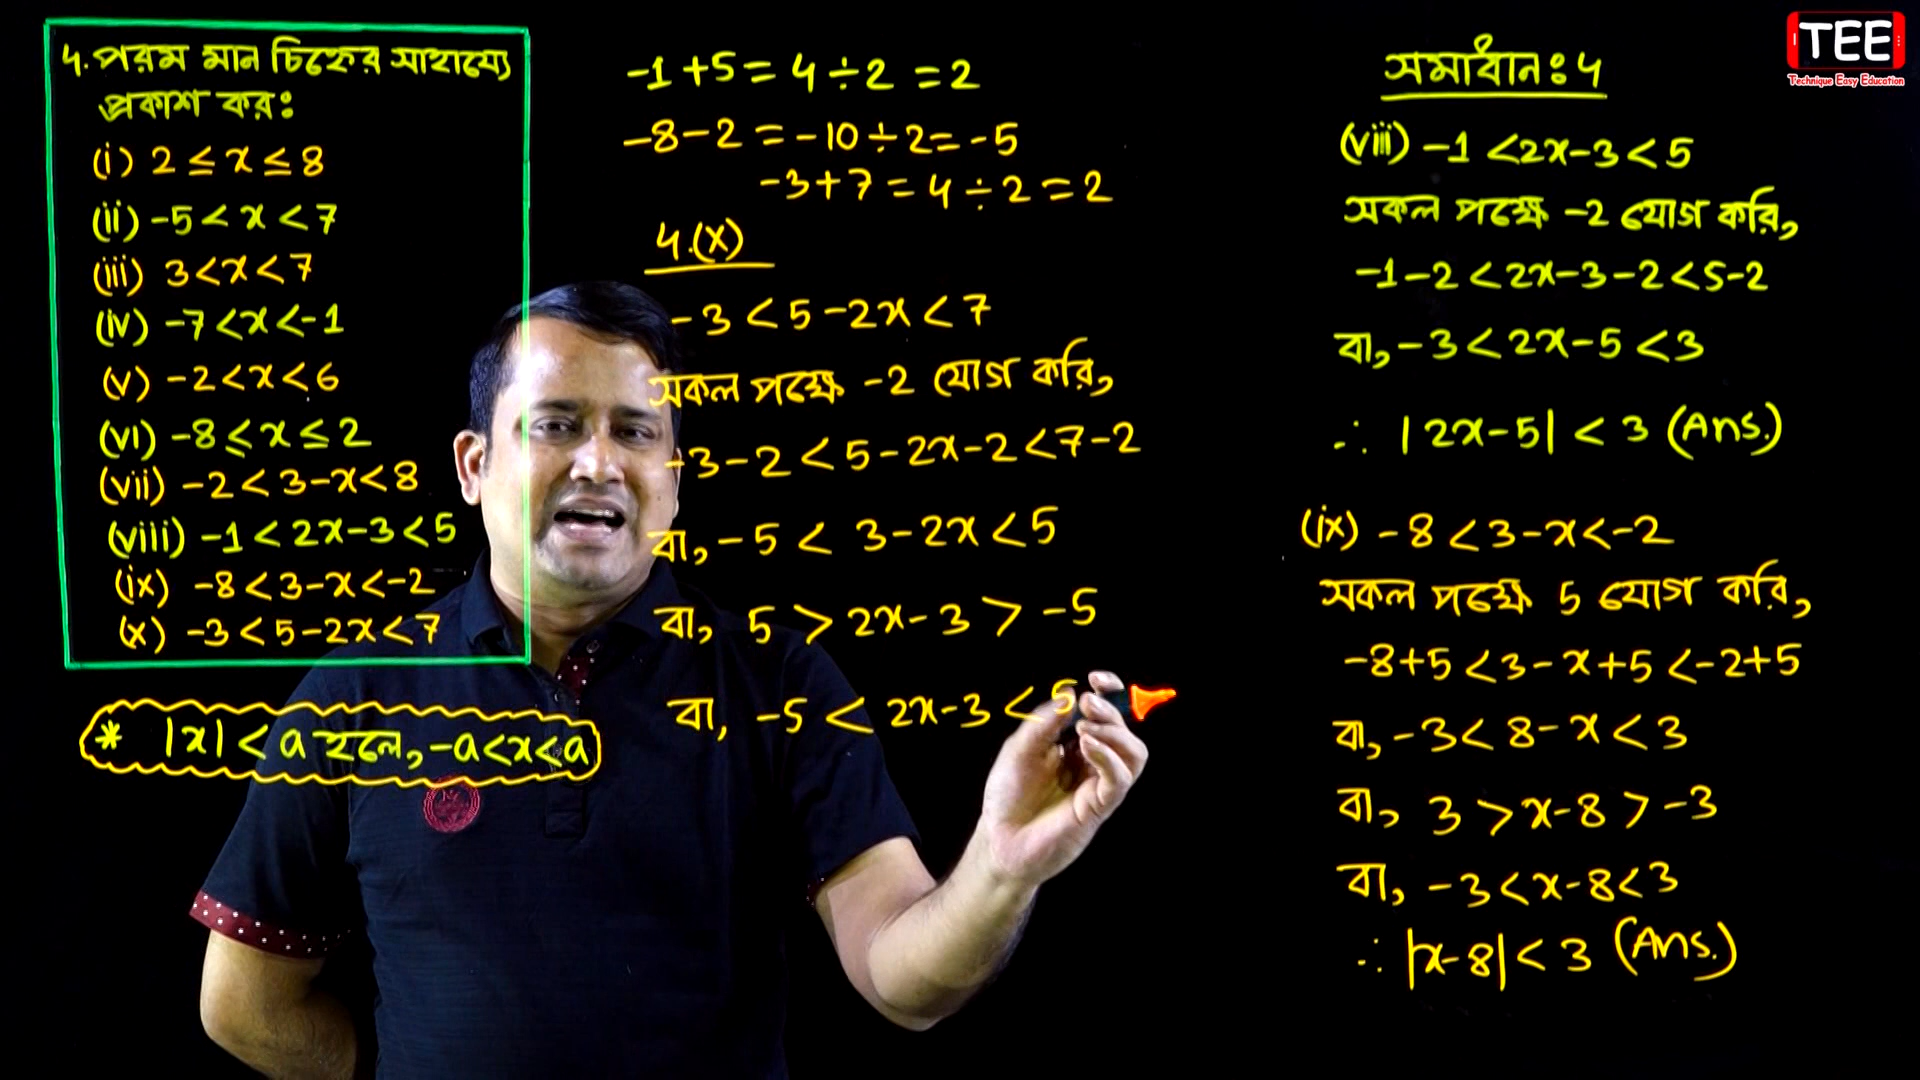 4. পরম মান চিহ্নের সাহায্যে
প্রকাশ কর:
(i) 2 ≤ x ≤ 8
(ii) -5 < x < 7
(iii) 3 < x < 7
(iv) -7 < x < -1
(v) -2 < x < 6
(vi) -8 ≤ x ≤ 2
(vii) -2 < 3-x < 8
(viii) -1 < 2x-3 < 5
(ix) -8 < 3-x < -2
(x) -3 < 5-2x < 7
* |x| < a হলে, -a < x < a
-1+5 = 4÷2 = 2
-8-2 = -10÷2 = -5
-3+7 = 4÷2 = 2
4.(x)
-3 < 5-2x < 7
সকল পক্ষে -2 যোগ করি,
-3-2 < 5-2x-2 < 7-2
বা, -5 < 3-2x < 5
বা, 5 > 2x-3 > -5
বা, -5 < 2x-3 < 5
TEE
Technique Easy Education
সমাধান: 4
(viii) -1 < 2x-3 < 5
সকল পক্ষে -2 যোগ করি,
-1-2 < 2x-3-2 < 5-2
বা, -3 < 2x-5 < 3
∴ |2x-5| < 3 (Ans.)
(ix) -8 < 3-x < -2
সকল পক্ষে 5 যোগ করি,
-8+5 < 3-x+5 < -2+5
বা, -3 < 8-x < 3
বা, 3 > x-8 > -3
বা, -3 < x-8 < 3
∴ |x-8| < 3 (Ans.)